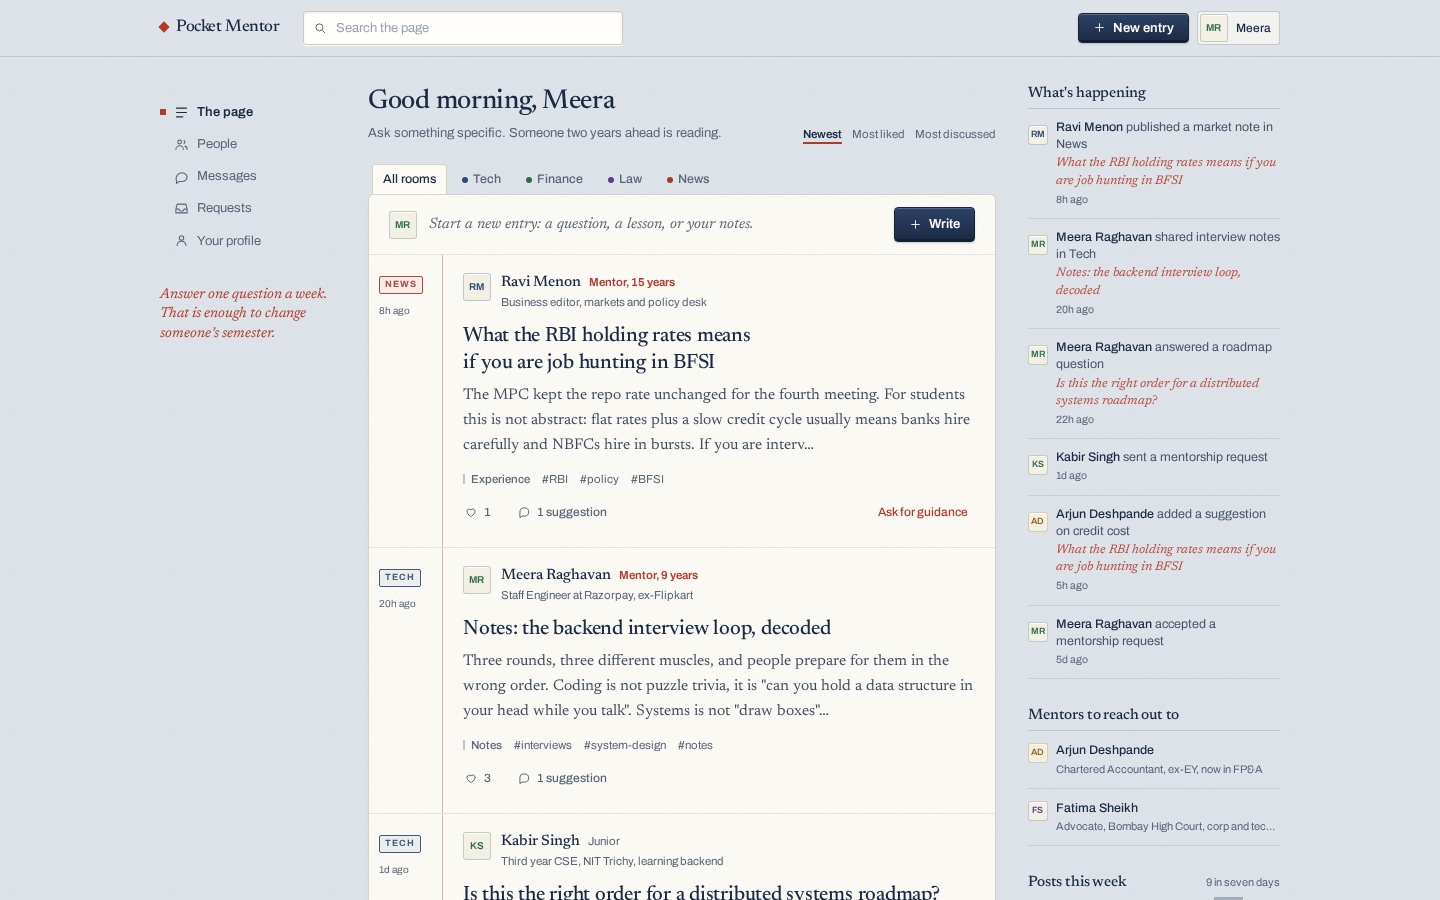 Pocket Mentor
Search the page
New entry
MR
Meera
The page
People
Messages
Requests
Your profile
Answer one question a week.
That is enough to change
someone's semester.
Good morning, Meera
Ask something specific. Someone two years ahead is reading.
Newest
Most liked
Most discussed
All rooms
Tech
Finance
Law
News
MR
Start a new entry: a question, a lesson, or your notes.
Write
NEWS
8h ago
RM
Ravi Menon
Mentor, 15 years
Business editor, markets and policy desk
What the RBI holding rates means
if you are job hunting in BFSI
The MPC kept the repo rate unchanged for the fourth meeting. For students
this is not abstract: flat rates plus a slow credit cycle usually means banks hire
carefully and NBFCs hire in bursts. If you are interv...
Experience
#RBI
#policy
#BFSI
1
1 suggestion
Ask for guidance
TECH
20h ago
MR
Meera Raghavan
Mentor, 9 years
Staff Engineer at Razorpay, ex-Flipkart
Notes: the backend interview loop, decoded
Three rounds, three different muscles, and people prepare for them in the
wrong order. Coding is not puzzle trivia, it is "can you hold a data structure in
your head while you talk". Systems is not "draw boxes"...
Notes
#interviews
#system-design
#notes
3
1 suggestion
TECH
1d ago
KS
Kabir Singh
Junior
Third year CSE, NIT Trichy, learning backend
Is this the right order for a distributed systems roadmap?
What's happening
RM
Ravi Menon published a market note in
News
What the RBI holding rates means if you
are job hunting in BFSI
8h ago
MR
Meera Raghavan shared interview notes
in Tech
Notes: the backend interview loop,
decoded
20h ago
MR
Meera Raghavan answered a roadmap
question
Is this the right order for a distributed
systems roadmap?
22h ago
KS
Kabir Singh sent a mentorship request
1d ago
AD
Arjun Deshpande added a suggestion
on credit cost
What the RBI holding rates means if you
are job hunting in BFSI
5h ago
MR
Meera Raghavan accepted a
mentorship request
5d ago
Mentors to reach out to
AD
Arjun Deshpande
Chartered Accountant, ex-EY, now in FP&A
FS
Fatima Sheikh
Advocate, Bombay High Court, corp and tec...
Posts this week
9 in seven days